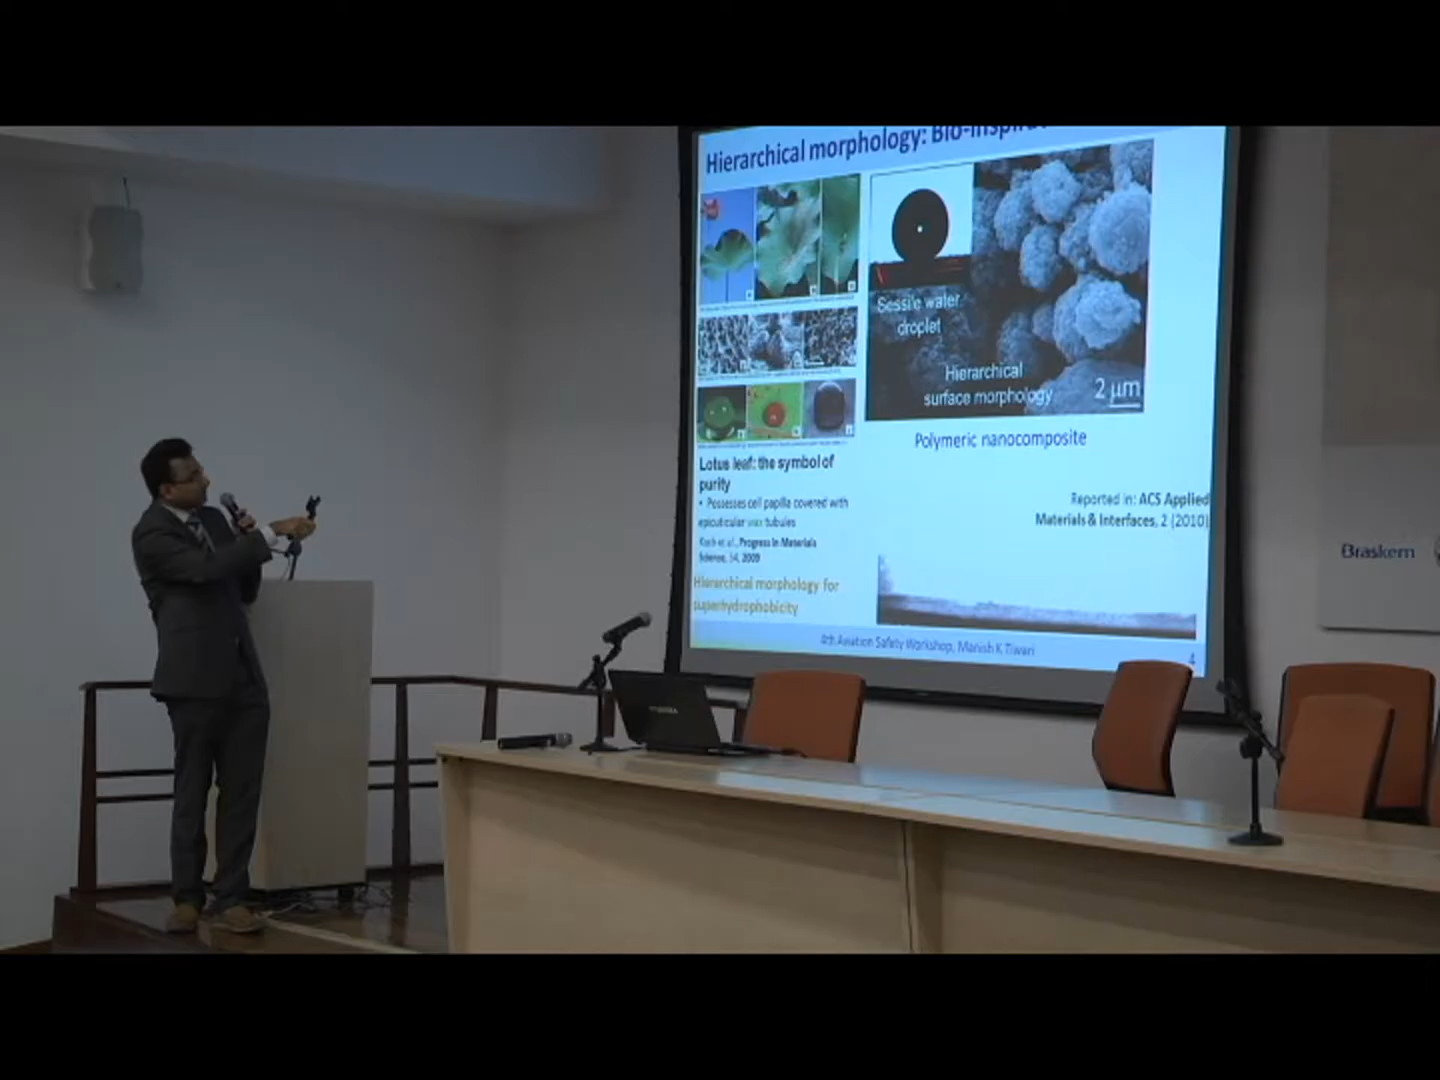 Hierarchical morphology:
Sessile water
droplet
Hierarchical
surface morphology
2 µm
Polymeric nanocomposite
Lotus leaf: the symbol of
purity
• Possesses cell papilla covered with
epicuticular wax tubules
Koch et al., Progress in Materials
Science, 54, 2009
Hierarchical morphology for
superhydrophobicity
Reported in: ACS Applied
Materials & Interfaces, 2 (2010)
4th Aviation Safety Workshop, Manish K Tiwari
4
Braskem